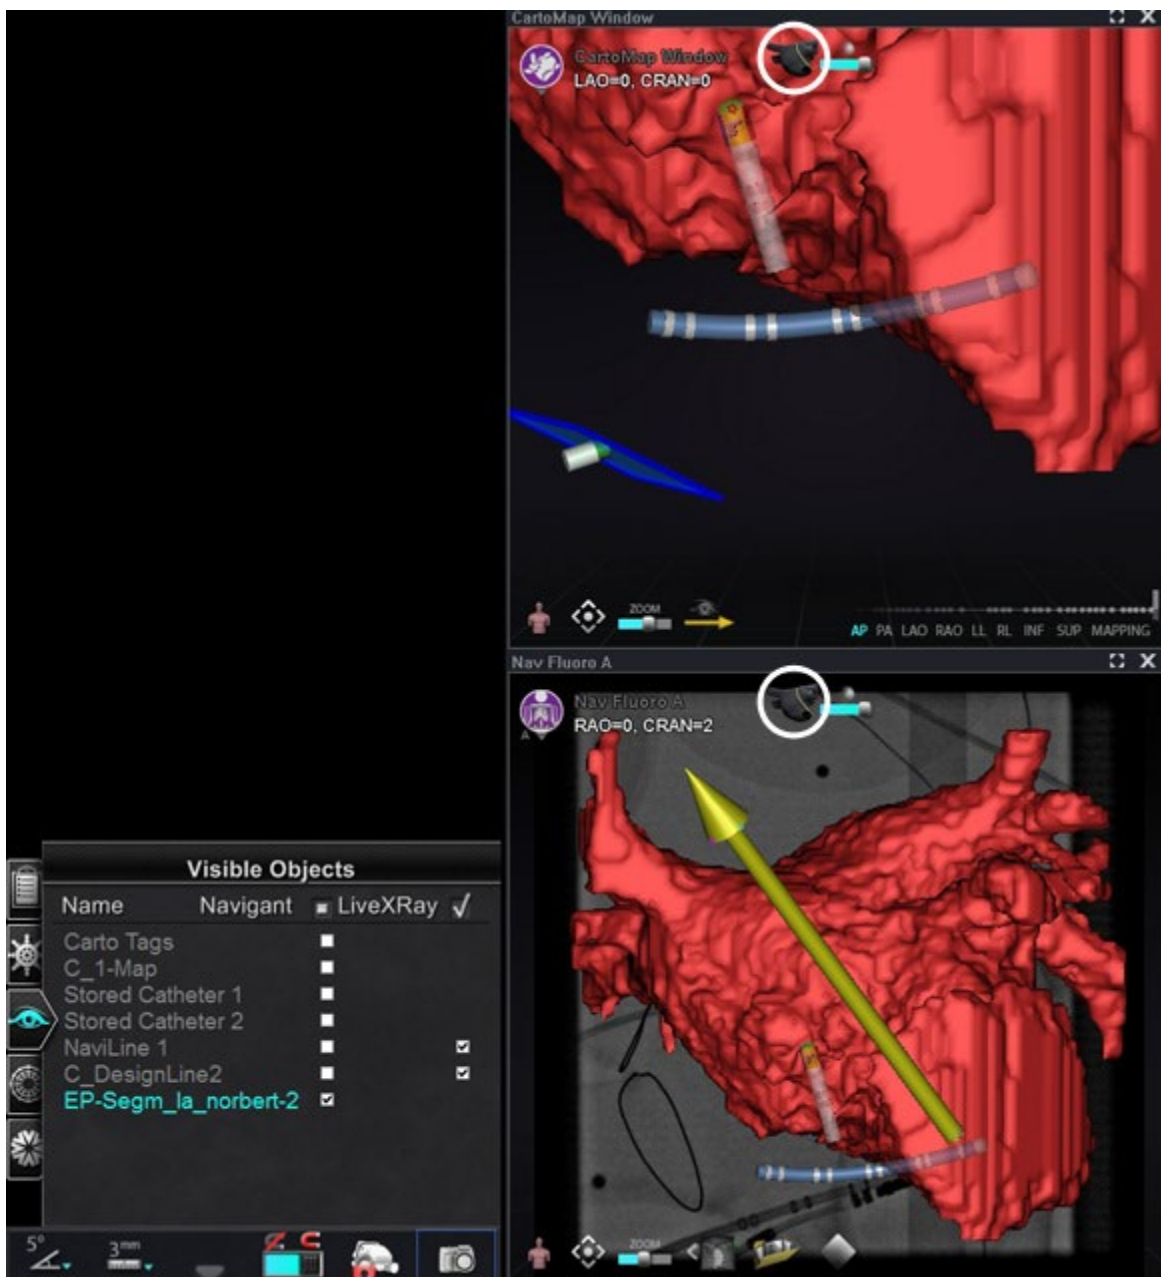 CartoMap Window
CartoMap Window
LAO=0, CRAN=0
ZOOM
AP PA LAO RAO LL RL INF SUP MAPPING
Nav Fluoro A
Nav Fluoro A
RAO=0, CRAN=2
A
ZOOM
Visible Objects
Name Navigant LiveXRay
Carto Tags
C_1-Map
Stored Catheter 1
Stored Catheter 2
NaviLine 1
C_DesignLine2
EP-Segm_la_norbert-2
5° 3mm